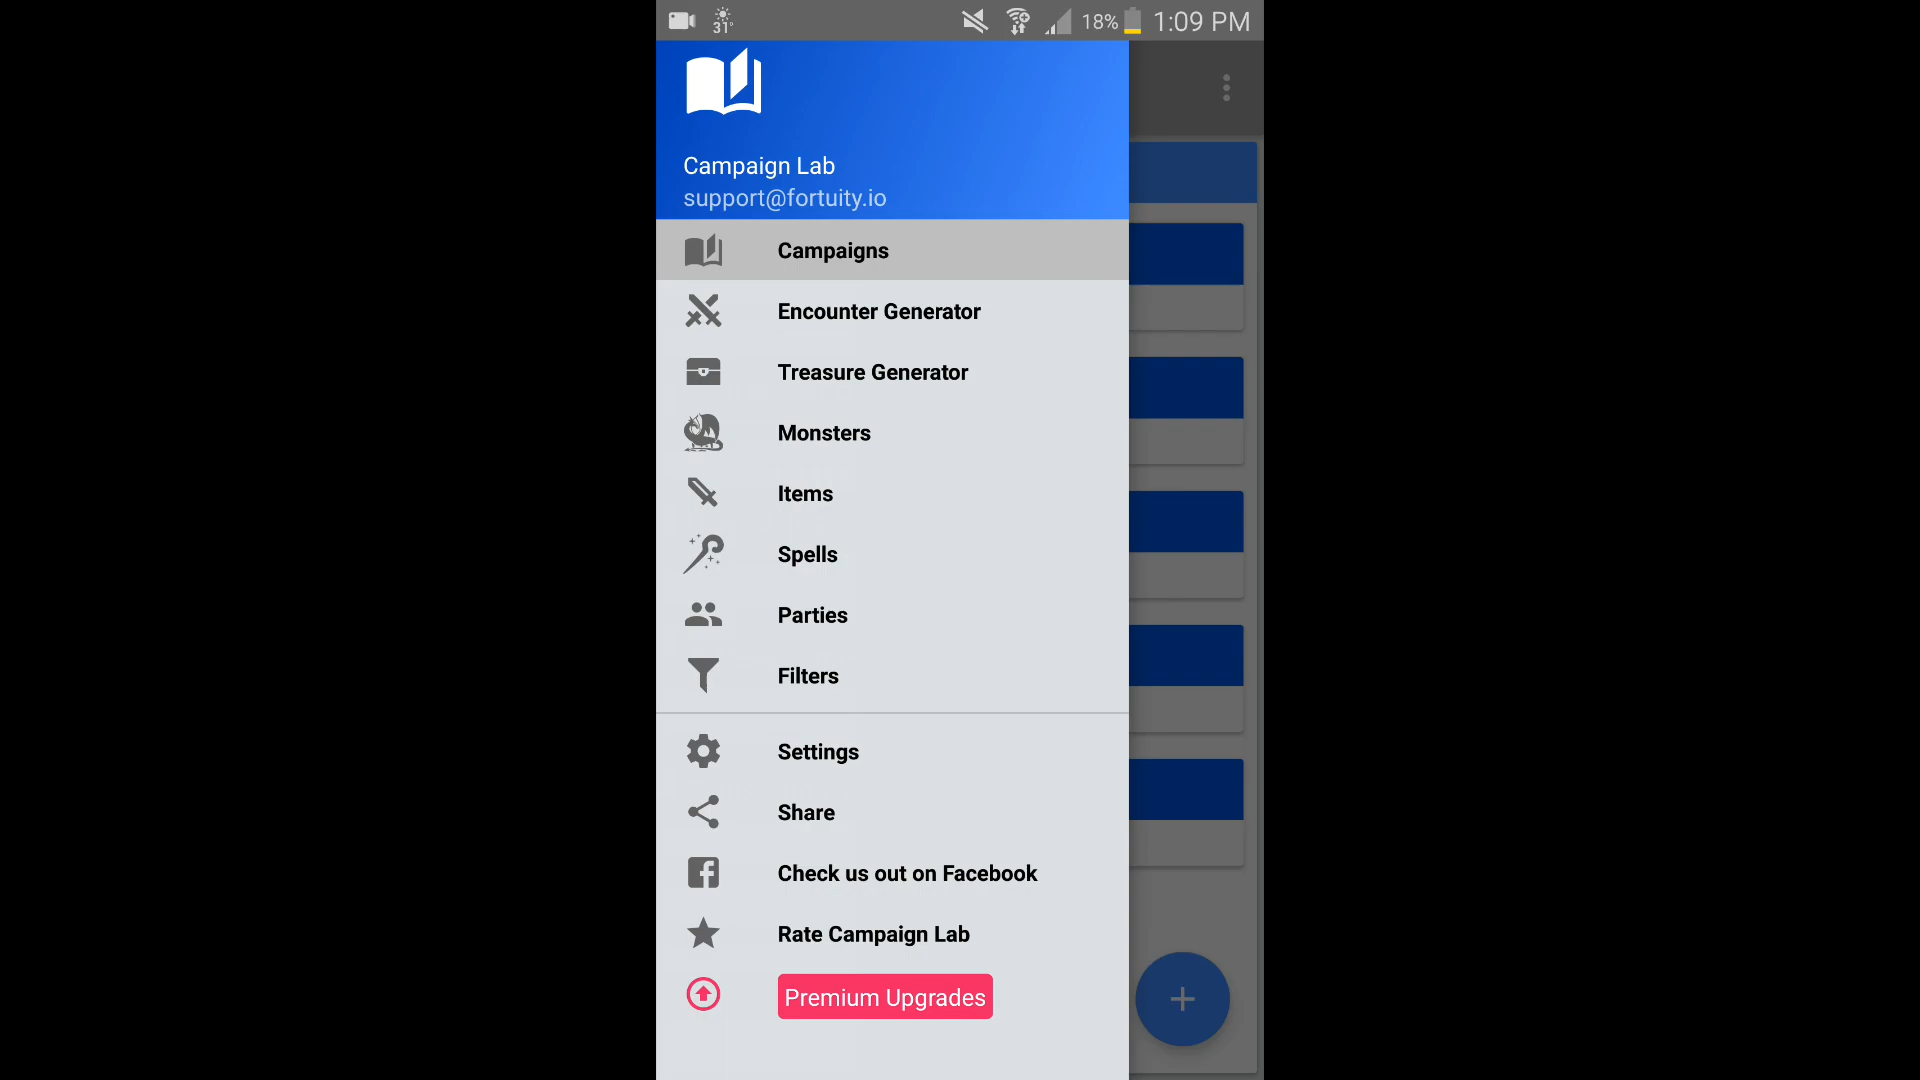 31°
18%
1:09 PM
Campaign Lab
support@fortuity.io
Campaigns
Encounter Generator
Treasure Generator
Monsters
Items
Spells
Parties
Filters
Settings
Share
Check us out on Facebook
Rate Campaign Lab
Premium Upgrades